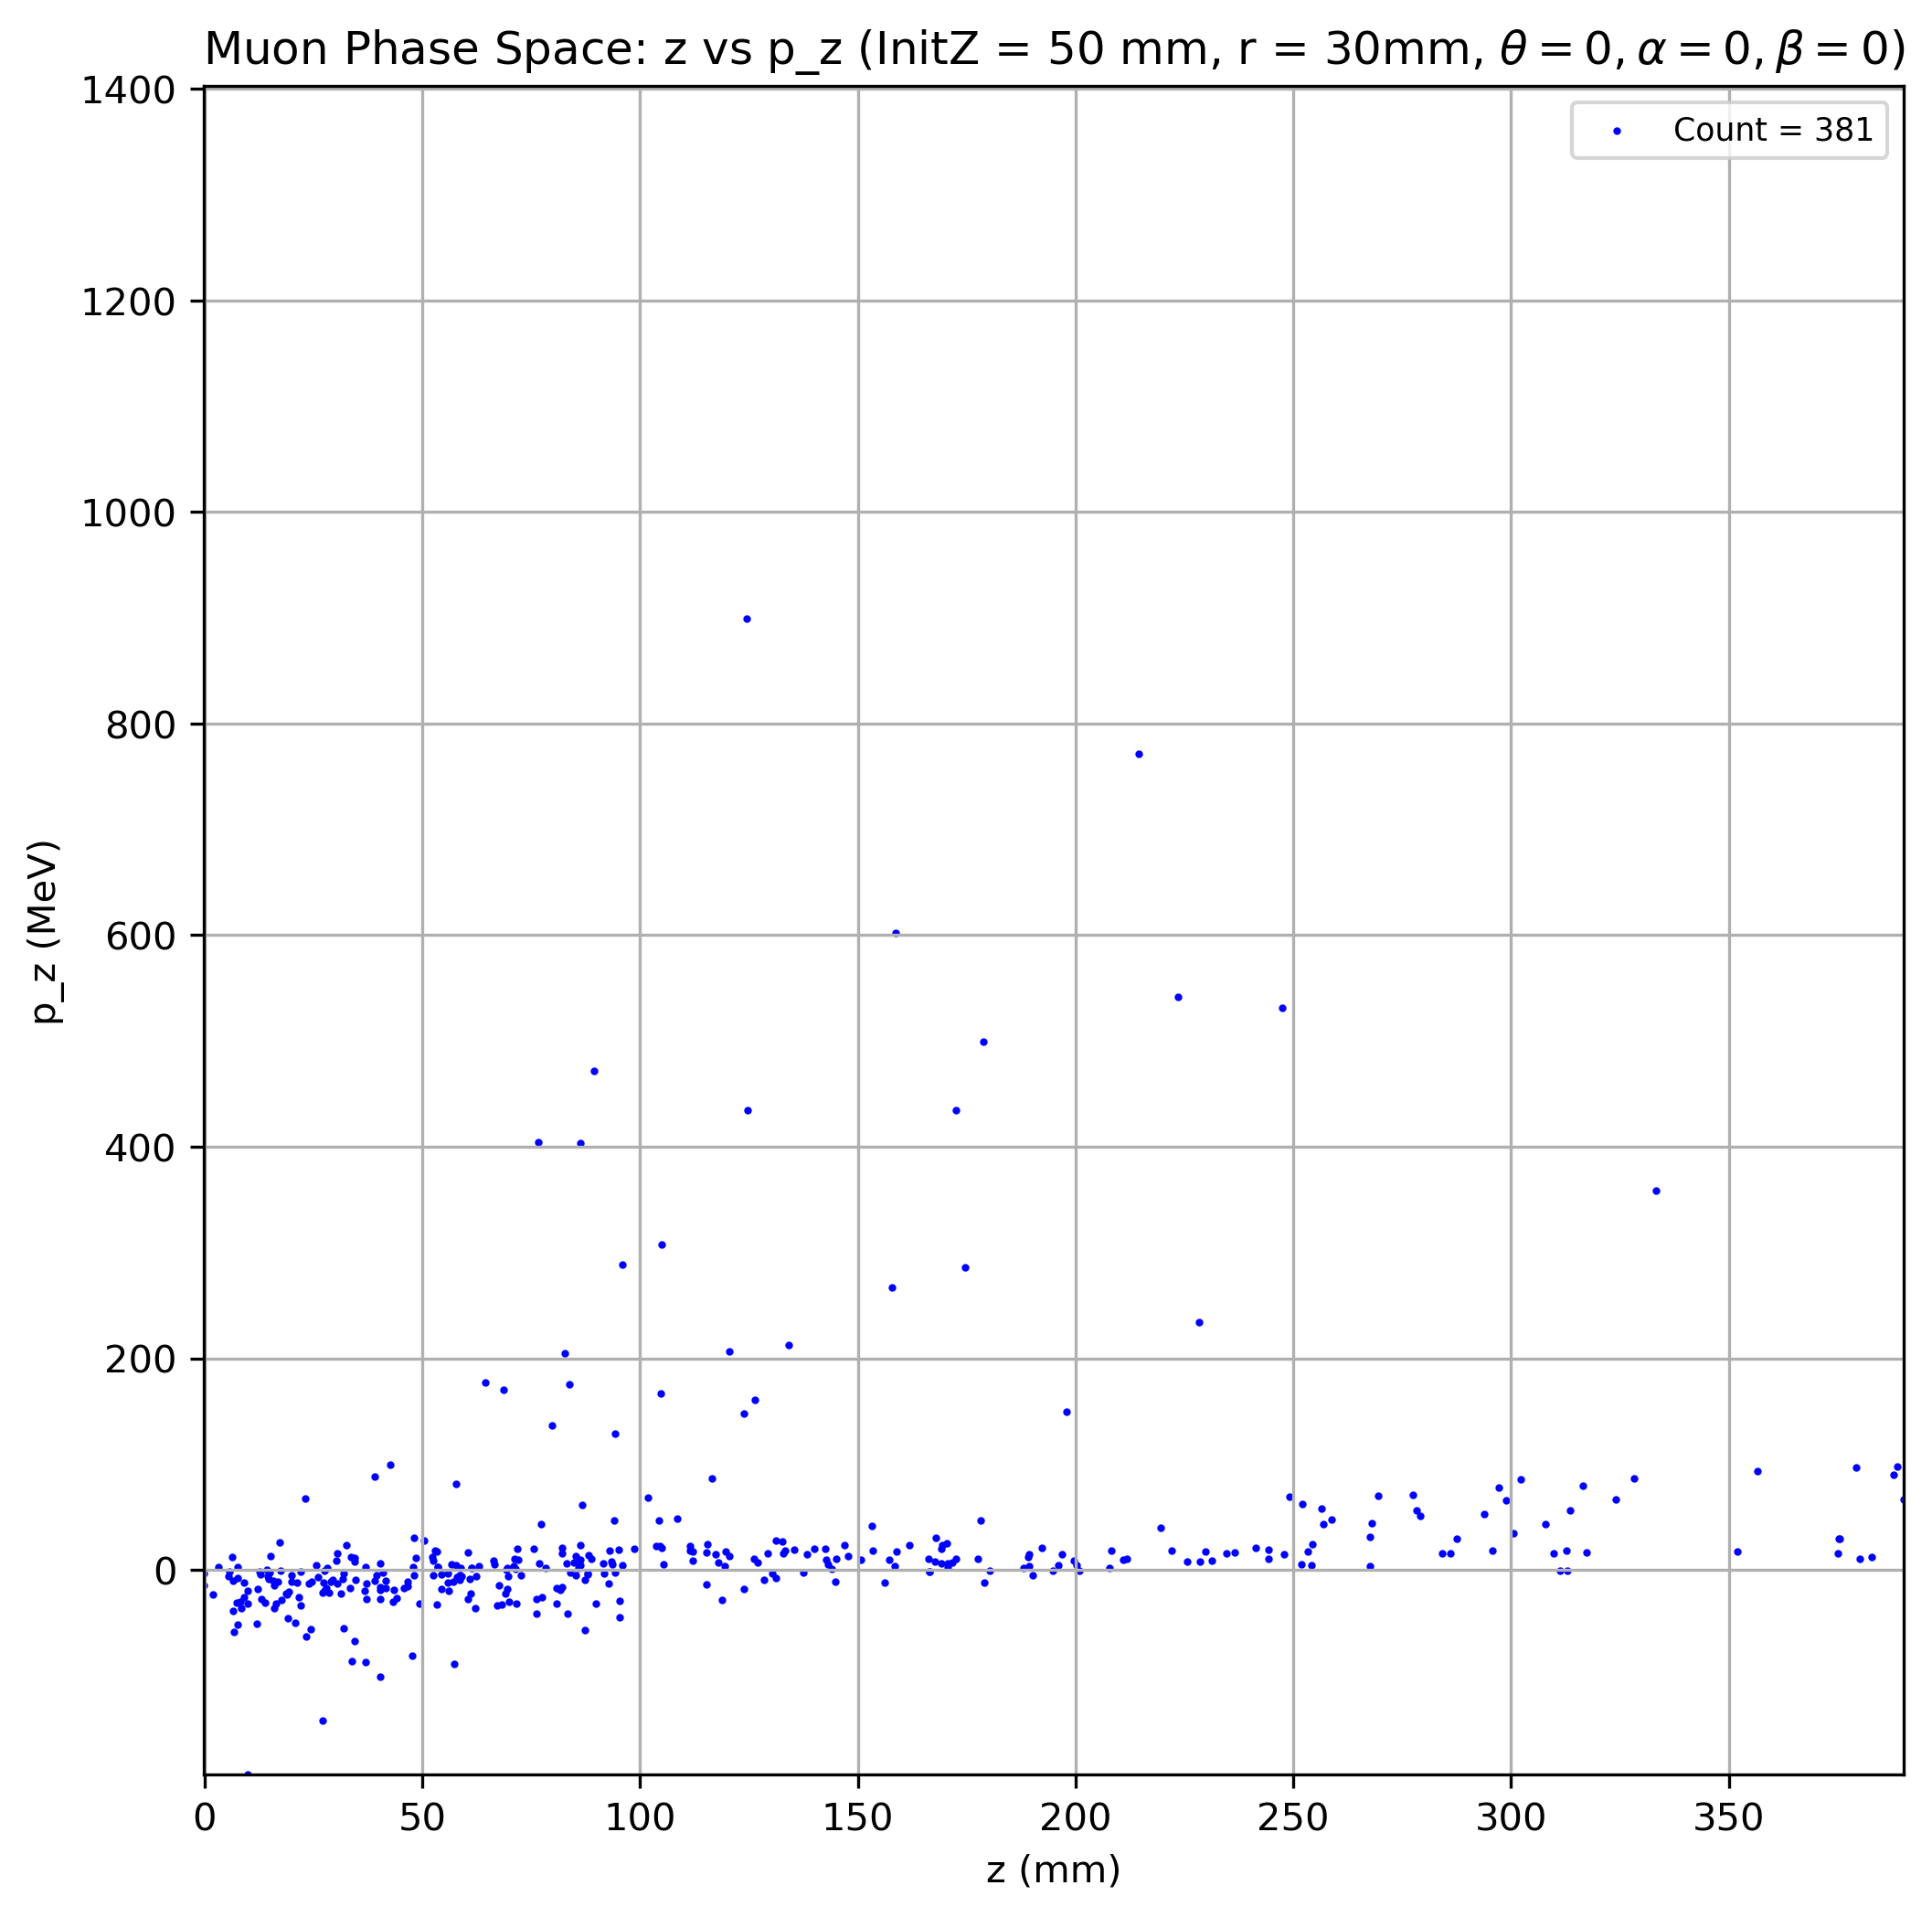 Muon Phase Space: z vs p_z (InitZ = 50 mm, r = 30mm, θ = 0, α = 0, β = 0)
Count = 381
1400
1200
1000
800
600
400
200
0
p_z (MeV)
0 50 100 150 200 250 300 350
z (mm)